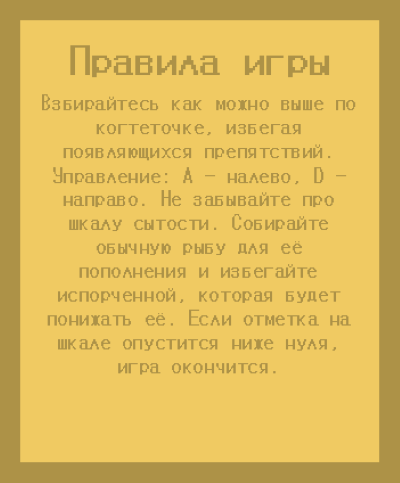 Правила игры
Взбирайтесь как можно выше по
когтеточке, избегая
появляющихся препятствий.
Управление: А - налево, D -
направо. Не забывайте про
шкалу сытости. Собирайте
обычную рыбу для её
пополнения и избегайте
испорченной, которая будет
понижать её. Если отметка на
шкале опустится ниже нуля,
игра окончится.